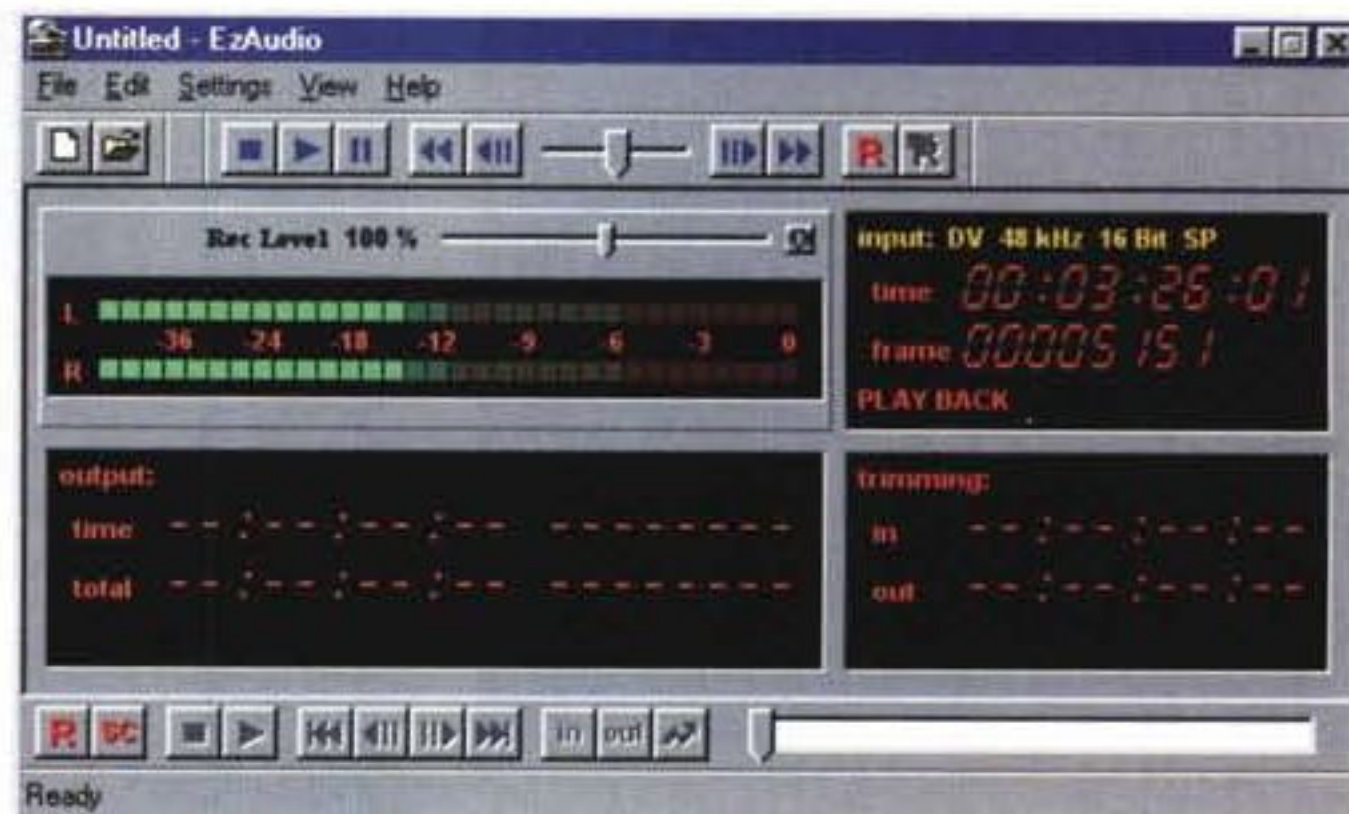 Untitled - EzAudio
File Edit Settings View Help
R R
Rec Level 100 %
L
-36 -24 -18 -12 -9 -6 -3 0
R
input: DV 48 kHz 16 Bit SP
time 00:03:26:01
frame 00005151
PLAY BACK
output:
time --:--:--:-- --------
total --:--:--:-- --------
trimming:
in --:--:--:--
out --:--:--:--
R SC in out
Ready